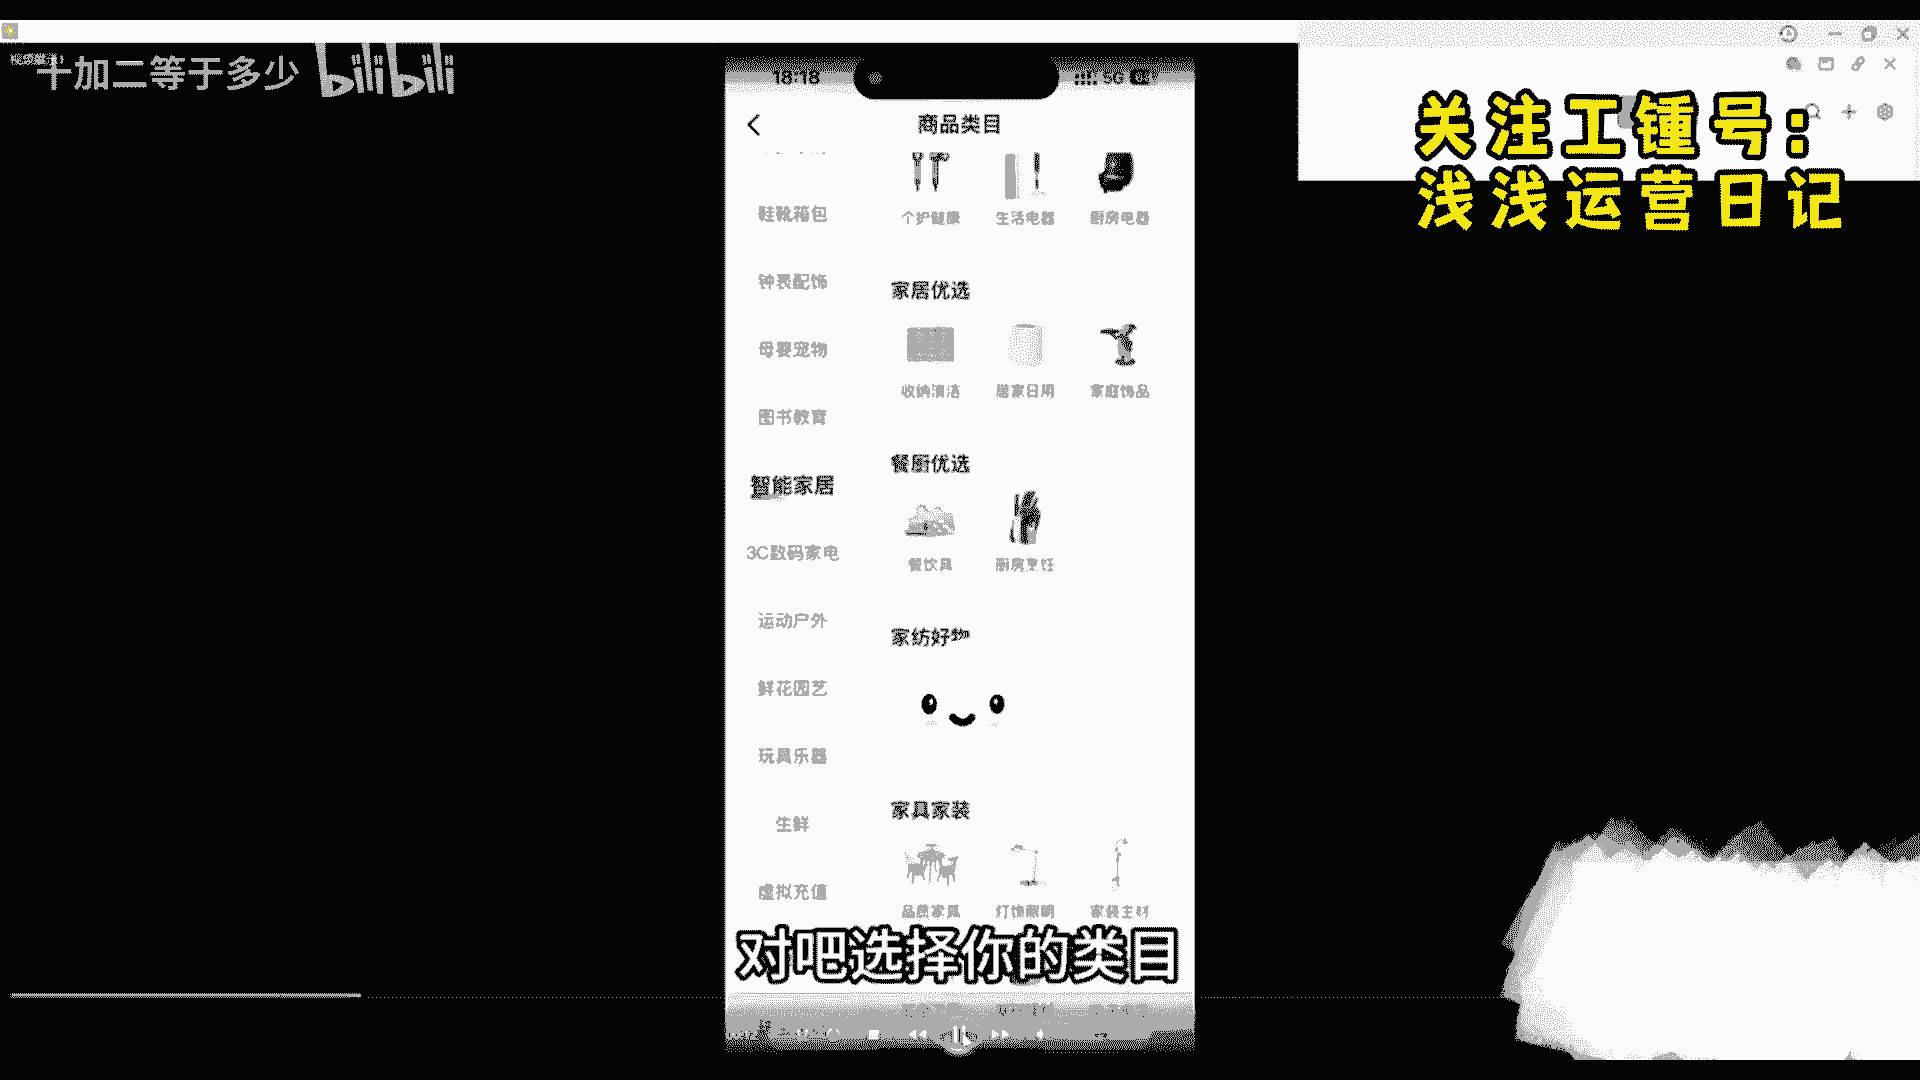 十加二等于多少 bilibili
18:18
5G
关注工锺号:
浅浅运营日记
商品类目
鞋靴箱包
钟表配饰
母婴宠物
图书教育
智能家居
3C数码家电
运动户外
鲜花园艺
玩具乐器
生鲜
虚拟充值
个护健康 生活电器 厨房电器
家居优选
收纳清洁 居家日用 家庭饰品
餐厨优选
餐饮具 厨房烹饪
家纺好物
家具家装
品质家具 灯饰照明 家装主材
对吧选择你的类目